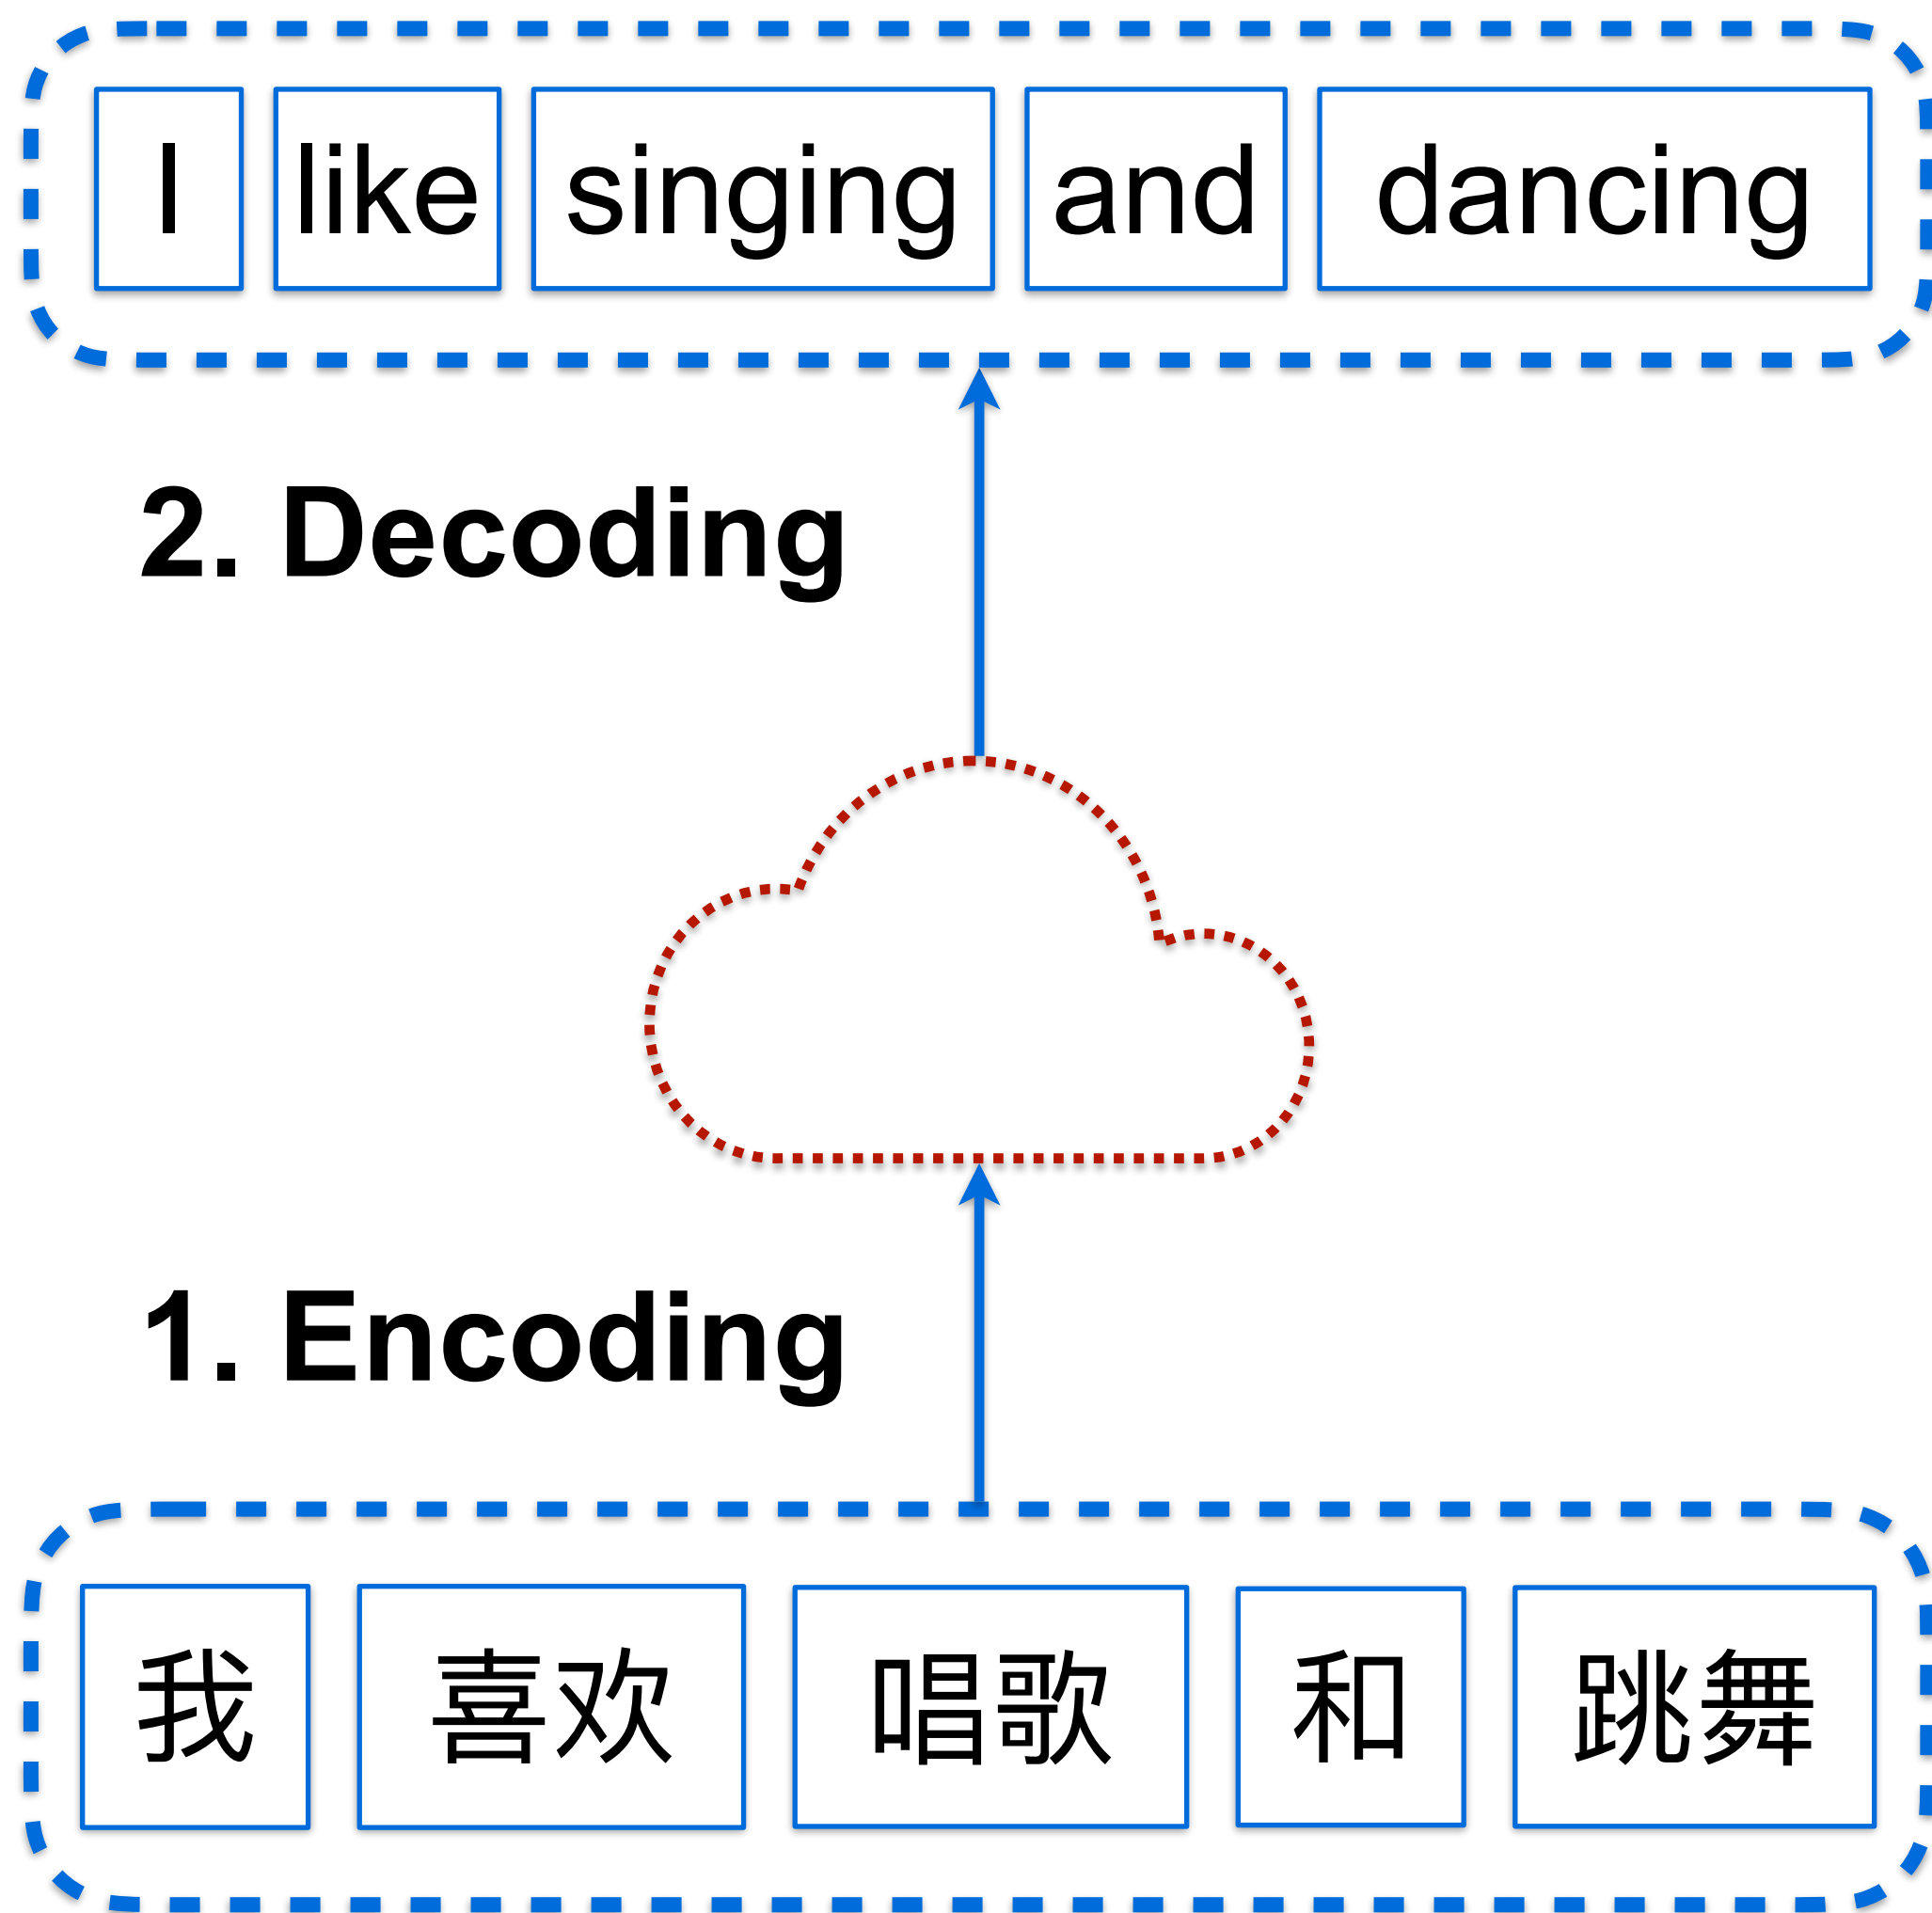 I like singing and dancing
2. Decoding
1. Encoding
我 喜欢 唱歌 和 跳舞